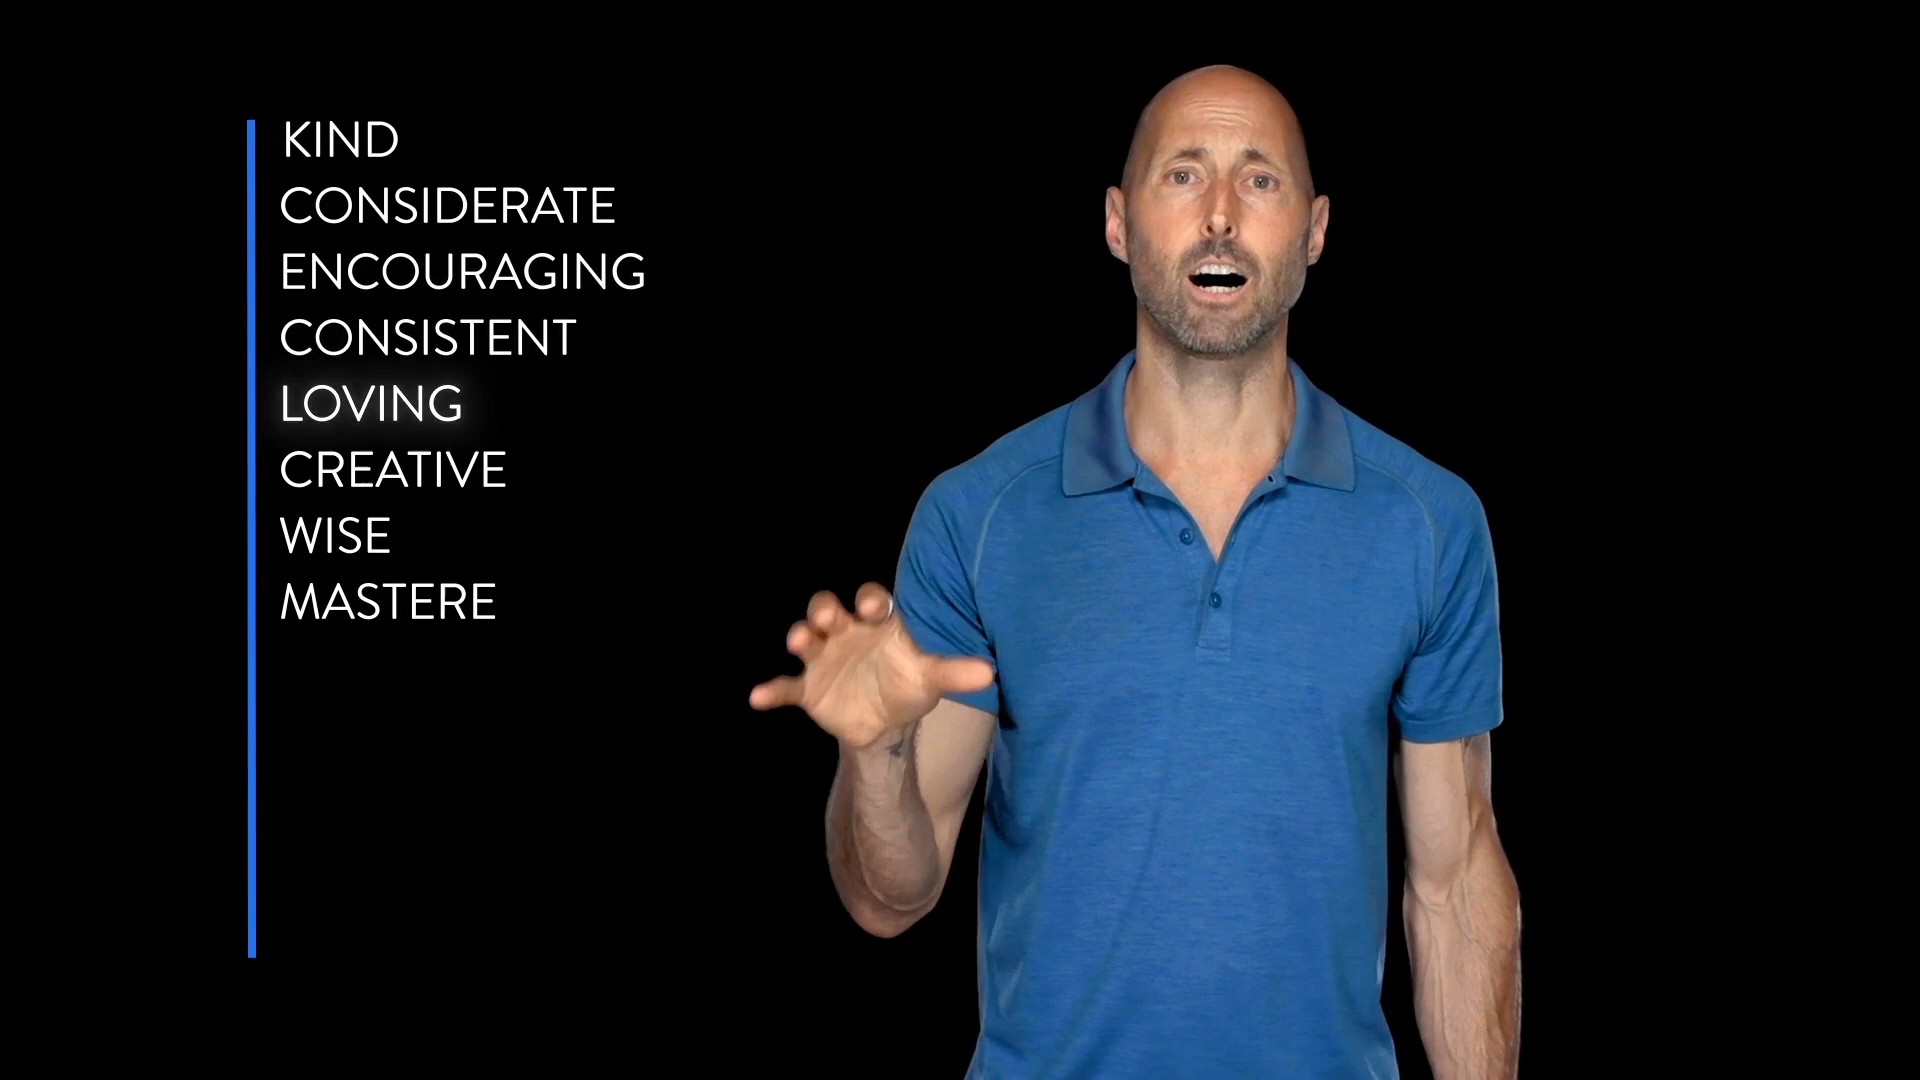 KIND
CONSIDERATE
ENCOURAGING
CONSISTENT
LOVING
CREATIVE
WISE
MASTERE